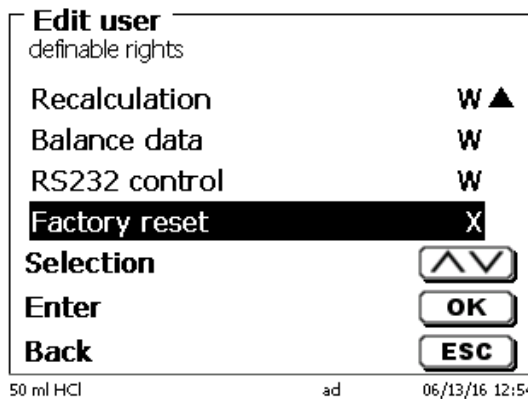 Edit user
definable rights
Recalculation W
Balance data W
RS232 control W
Factory reset X
Selection
Enter OK
Back ESC
50 ml HCl ad 06/13/16 12:54